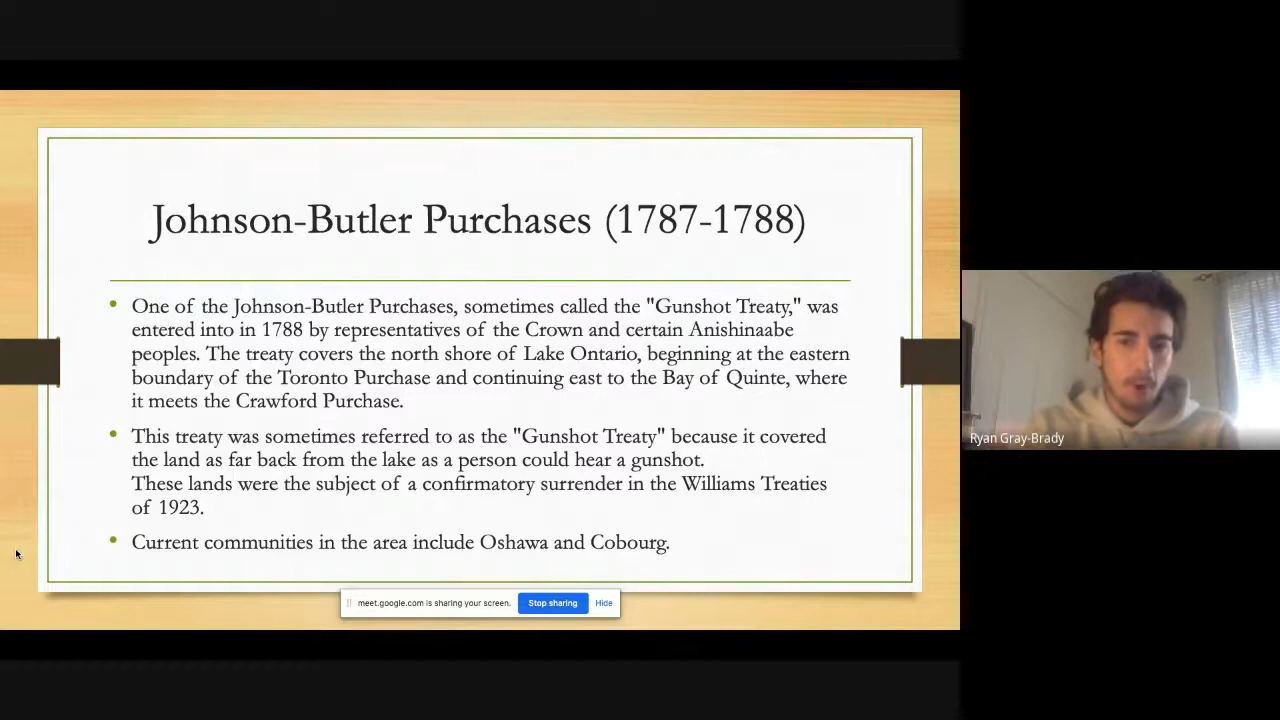 Johnson-Butler Purchases (1787-1788)
• One of the Johnson-Butler Purchases, sometimes called the "Gunshot Treaty," was
entered into in 1788 by representatives of the Crown and certain Anishinaabe
peoples. The treaty covers the north shore of Lake Ontario, beginning at the eastern
boundary of the Toronto Purchase and continuing east to the Bay of Quinte, where
it meets the Crawford Purchase.
• This treaty was sometimes referred to as the "Gunshot Treaty" because it covered
the land as far back from the lake as a person could hear a gunshot.
These lands were the subject of a confirmatory surrender in the Williams Treaties
of 1923.
• Current communities in the area include Oshawa and Cobourg.
meet.google.com is sharing your screen. Stop sharing Hide
Ryan Gray-Brady